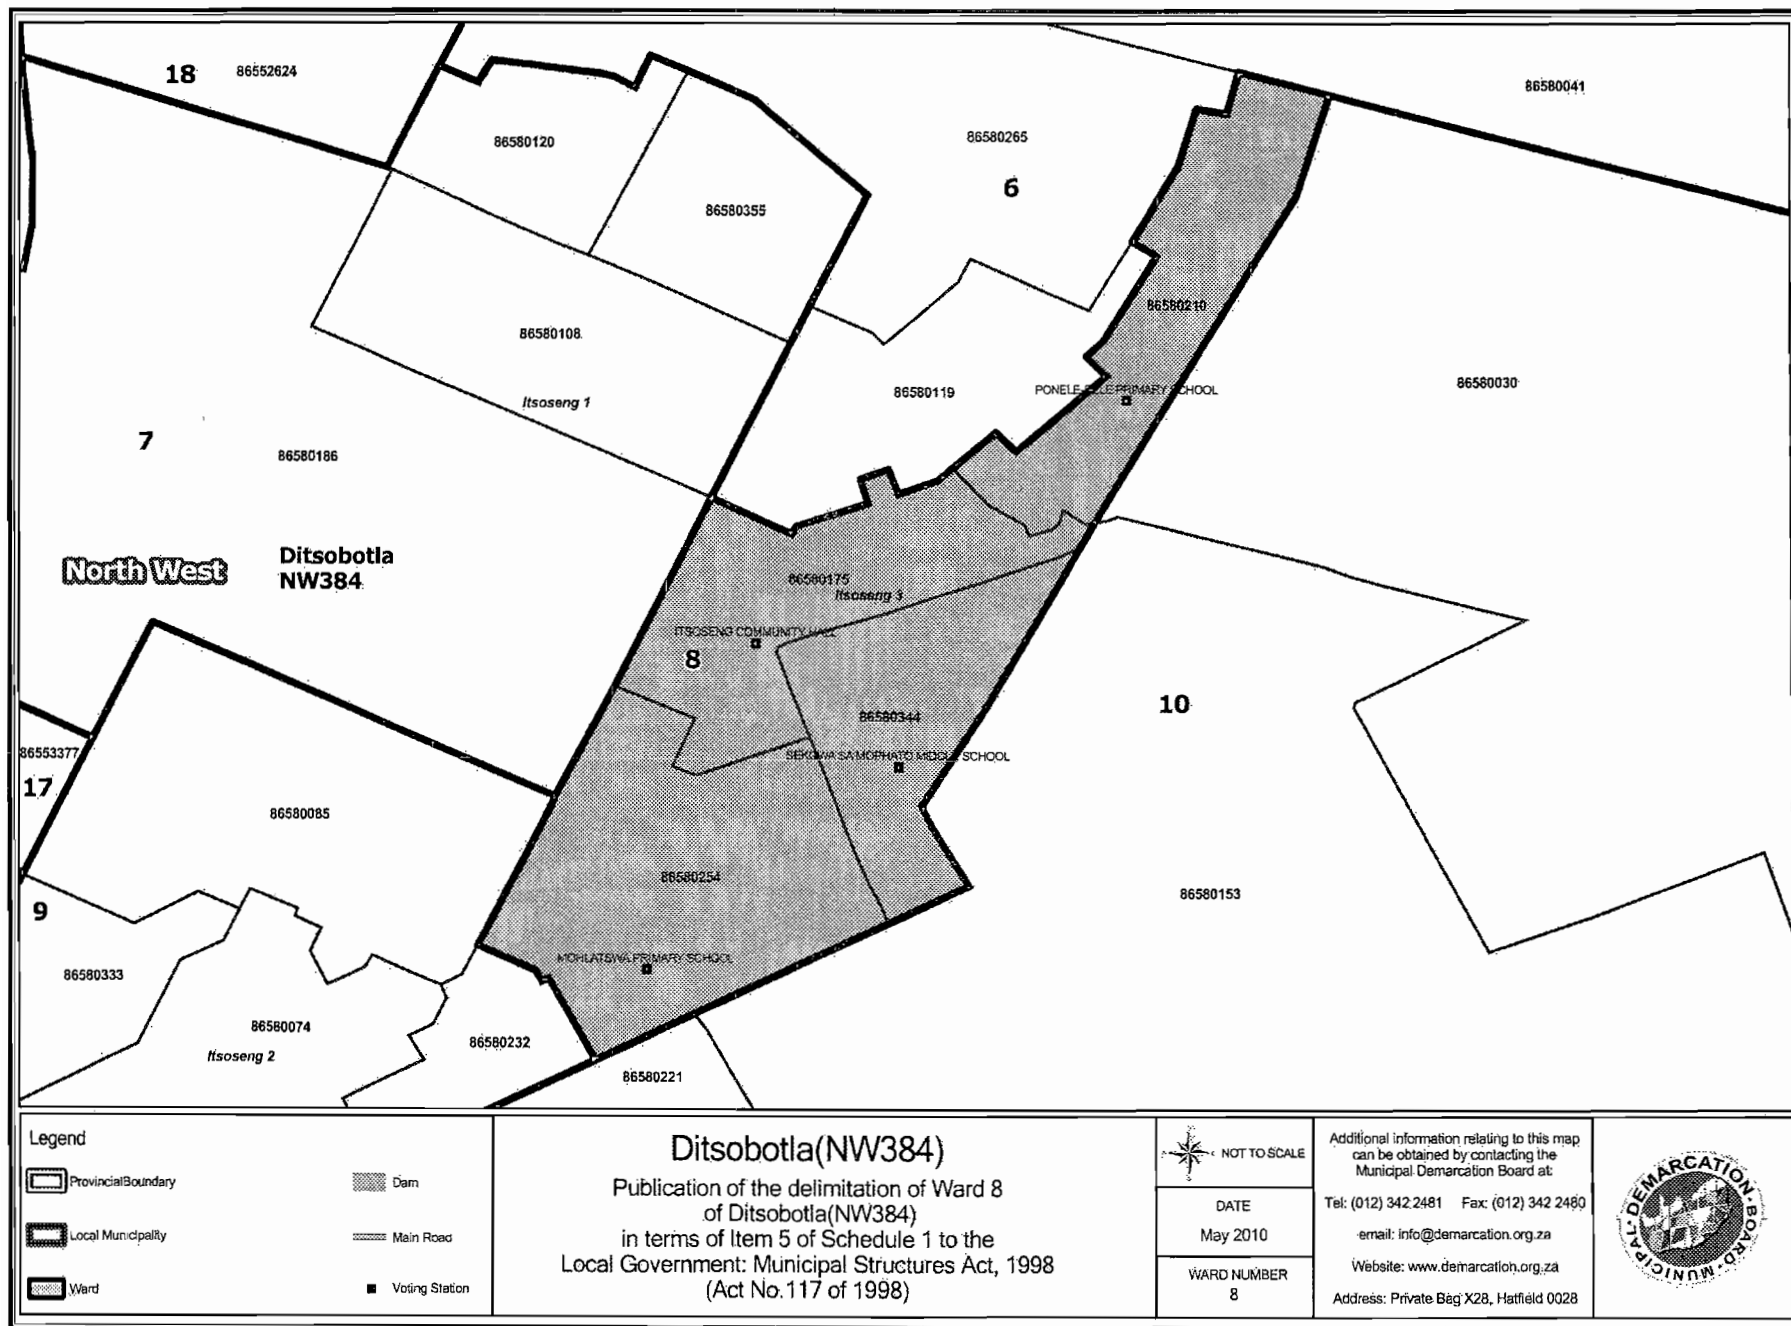 18 86552624
86580041
86580120
86580265
6
86580355
86580210
86580108
86580119
86580030
Itsoseng 1
7
86580186
North West
Ditsobotla
NW384
86580175
Itsoseng 3
ITSOSENG COMMUNITY HALL
8
10
86580344
SEKGWA SA MOPHATO MIDDLE SCHOOL
86553377
17
86580085
86580254
86580153
9
MOHLATSWA PRIMARY SCHOOL
86580333
86580074
86580232
Itsoseng 2
86580221
PRIMARY SCHOOL
Legend
ProvincialBoundary
Dam
Local Municipality
Main Road
Ward
Voting Station
Ditsobotla(NW384)
Publication of the delimitation of Ward 8
of Ditsobotla(NW384)
in terms of Item 5 of Schedule 1 to the
Local Government: Municipal Structures Act, 1998
(Act No.117 of 1998)
NOT TO SCALE
DATE
May 2010
WARD NUMBER
8
Additional information relating to this map
can be obtained by contacting the
Municipal Demarcation Board at:
Tel: (012) 342 2481 Fax: (012) 342 2480
email: info@demarcation.org.za
Website: www.demarcation.org.za
Address: Private Bag X28, Hatfield 0028
MUNICIPAL DEMARCATION BOARD